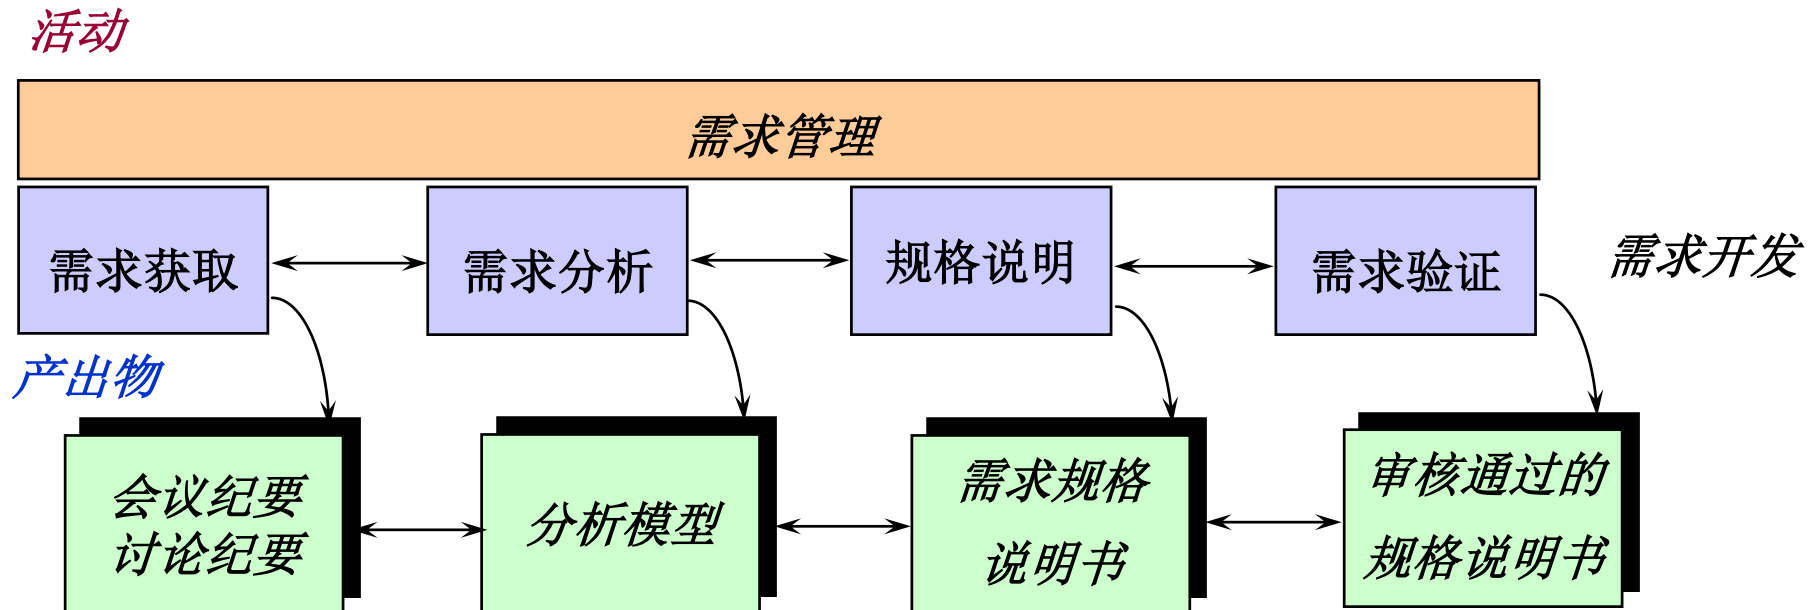 活动
需求管理
需求获取
需求分析
规格说明
需求验证
需求开发
产出物
会议纪要
讨论纪要
分析模型
需求规格
说明书
审核通过的
规格说明书